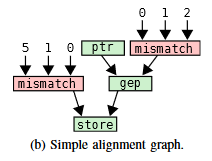 0 1 2
5 1 0 ptr mismatch
mismatch gep
store
(b) Simple alignment graph.